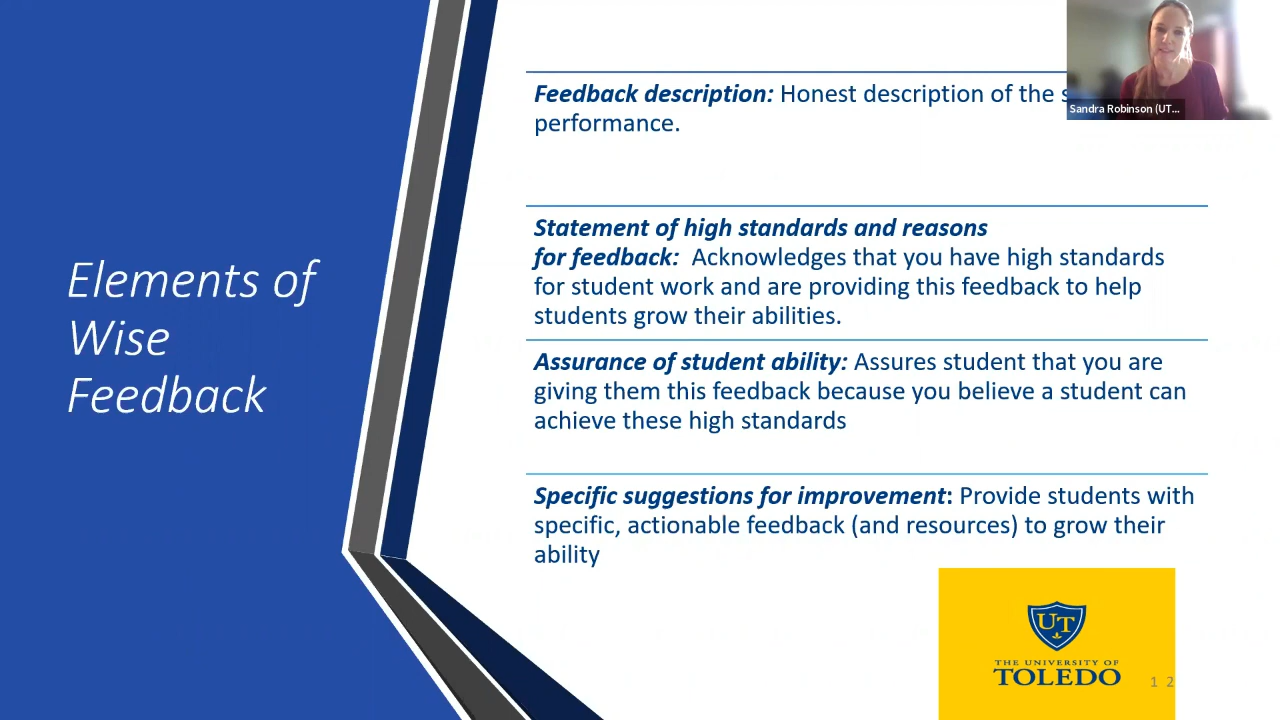 Elements of
Wise
Feedback
Feedback description: Honest description of the
performance.
Statement of high standards and reasons
for feedback: Acknowledges that you have high standards
for student work and are providing this feedback to help
students grow their abilities.
Assurance of student ability: Assures student that you are
giving them this feedback because you believe a student can
achieve these high standards
Specific suggestions for improvement: Provide students with
specific, actionable feedback (and resources) to grow their
ability
Sandra Robinson (UT...
UT
THE UNIVERSITY OF
TOLEDO
12